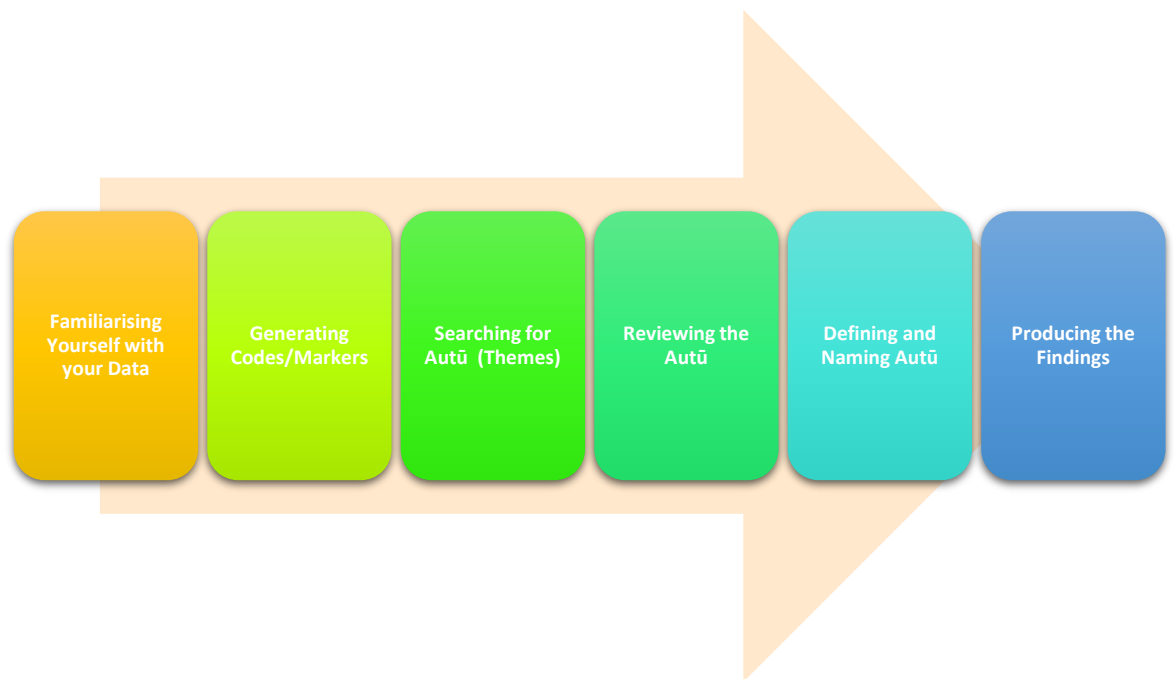 Familiarising
Yourself with
your Data
Generating
Codes/Markers
Searching for
Autū (Themes)
Reviewing the
Autū
Defining and
Naming Autū
Producing the
Findings